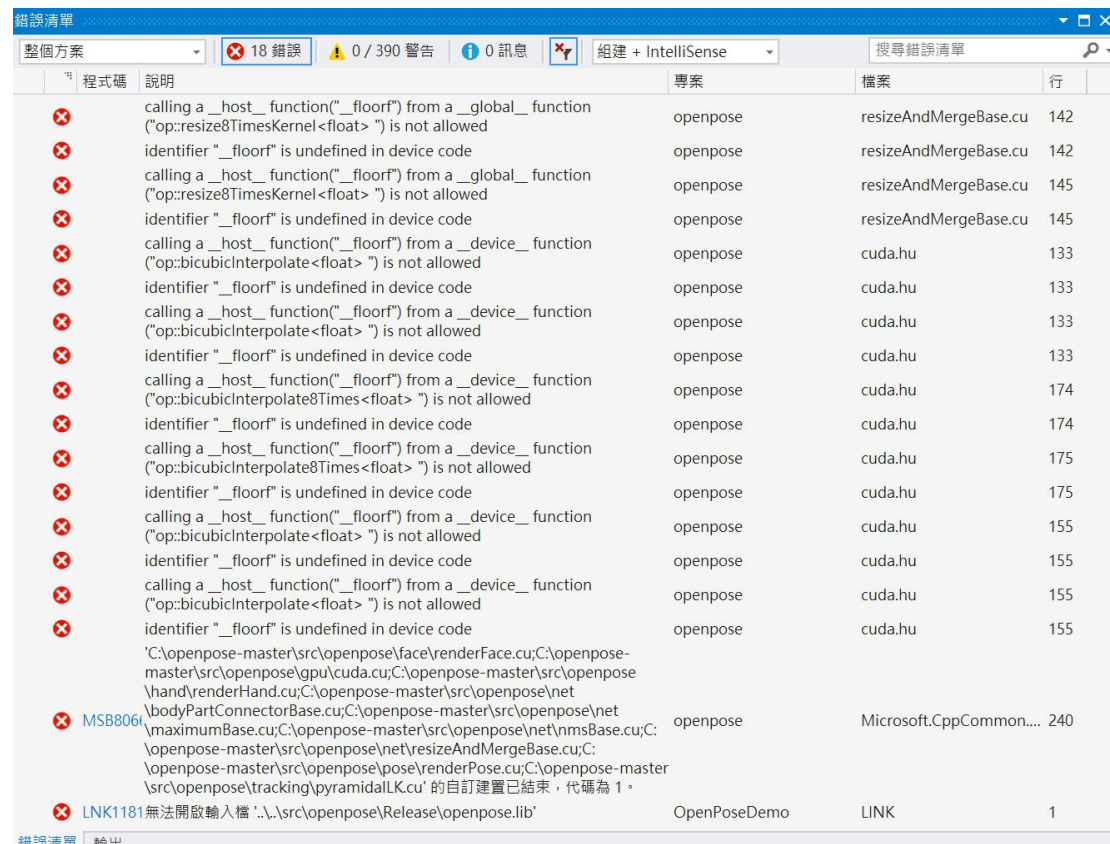 錯誤清單
整個方案 18 錯誤 0 / 390 警告 0 訊息 組建 + IntelliSense 搜尋錯誤清單
程式碼 說明 專案 檔案 行
calling a __host__ function("__floorf") from a __global__ function
("op::resize8TimesKernel<float> ") is not allowed openpose resizeAndMergeBase.cu 142
identifier "__floorf" is undefined in device code openpose resizeAndMergeBase.cu 142
calling a __host__ function("__floorf") from a __global__ function
("op::resize8TimesKernel<float> ") is not allowed openpose resizeAndMergeBase.cu 145
identifier "__floorf" is undefined in device code openpose resizeAndMergeBase.cu 145
calling a __host__ function("__floorf") from a __device__ function
("op::bicubicInterpolate<float> ") is not allowed openpose cuda.hu 133
identifier "__floorf" is undefined in device code openpose cuda.hu 133
calling a __host__ function("__floorf") from a __device__ function
("op::bicubicInterpolate<float> ") is not allowed openpose cuda.hu 133
identifier "__floorf" is undefined in device code openpose cuda.hu 133
calling a __host__ function("__floorf") from a __device__ function
("op::bicubicInterpolate8Times<float> ") is not allowed openpose cuda.hu 174
identifier "__floorf" is undefined in device code openpose cuda.hu 174
calling a __host__ function("__floorf") from a __device__ function
("op::bicubicInterpolate8Times<float> ") is not allowed openpose cuda.hu 175
identifier "__floorf" is undefined in device code openpose cuda.hu 175
calling a __host__ function("__floorf") from a __device__ function
("op::bicubicInterpolate<float> ") is not allowed openpose cuda.hu 155
identifier "__floorf" is undefined in device code openpose cuda.hu 155
calling a __host__ function("__floorf") from a __device__ function
("op::bicubicInterpolate<float> ") is not allowed openpose cuda.hu 155
identifier "__floorf" is undefined in device code openpose cuda.hu 155
'C:\openpose-master\src\openpose\face\renderFace.cu;C:\openpose-
master\src\openpose\gpu\cuda.cu;C:\openpose-master\src\openpose
\hand\renderHand.cu;C:\openpose-master\src\openpose\net
\bodyPartConnectorBase.cu;C:\openpose-master\src\openpose\net
MSB806 \maximumBase.cu;C:\openpose-master\src\openpose\net\nmsBase.cu;C: openpose Microsoft.CppCommon.... 240
\openpose-master\src\openpose\net\resizeAndMergeBase.cu;C:
\openpose-master\src\openpose\pose\renderPose.cu;C:\openpose-master
\src\openpose\tracking\pyramidalLK.cu' 的自訂建置已結束，代碼為 1。
LNK1181 無法開啟輸入檔 '..\..\src\openpose\Release\openpose.lib' OpenPoseDemo LINK 1
錯誤清單 輸出